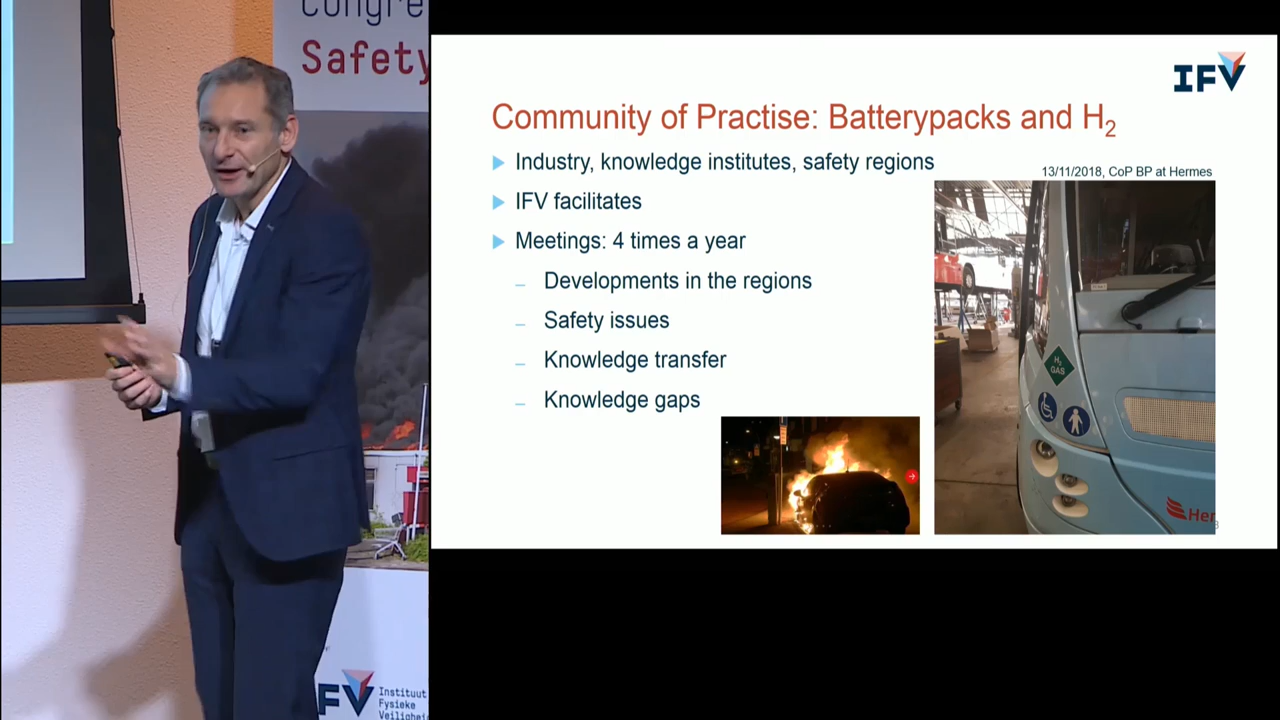 Congre
Safety
IFV
Community of Practise: Batterypacks and H₂
Industry, knowledge institutes, safety regions
13/11/2018, CoP BP at Hermes
IFV facilitates
Meetings: 4 times a year
– Developments in the regions
– Safety issues
– Knowledge transfer
– Knowledge gaps
H₂
GAS
Her
FV
Instituut
Fysieke
Veiligheid